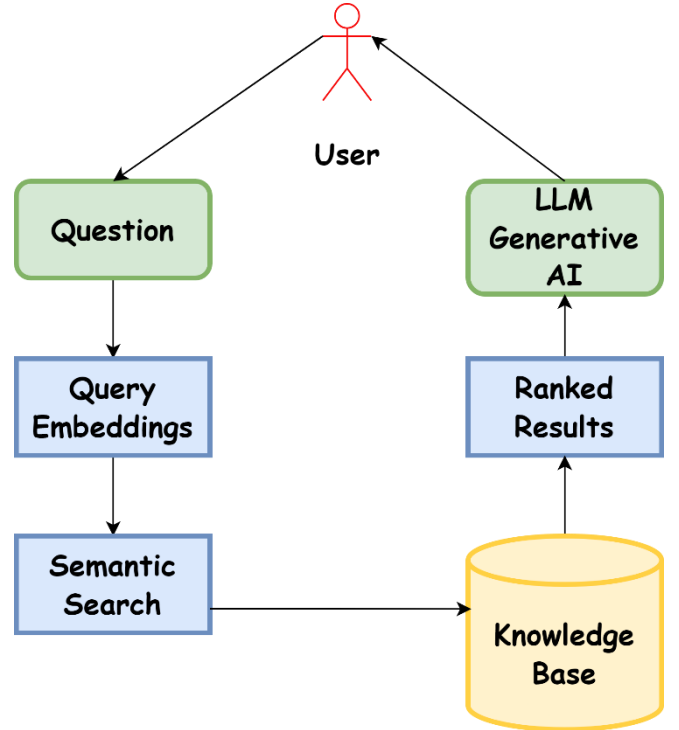 User
Question
LLM
Generative
AI
Query
Embeddings
Ranked
Results
Semantic
Search
Knowledge
Base